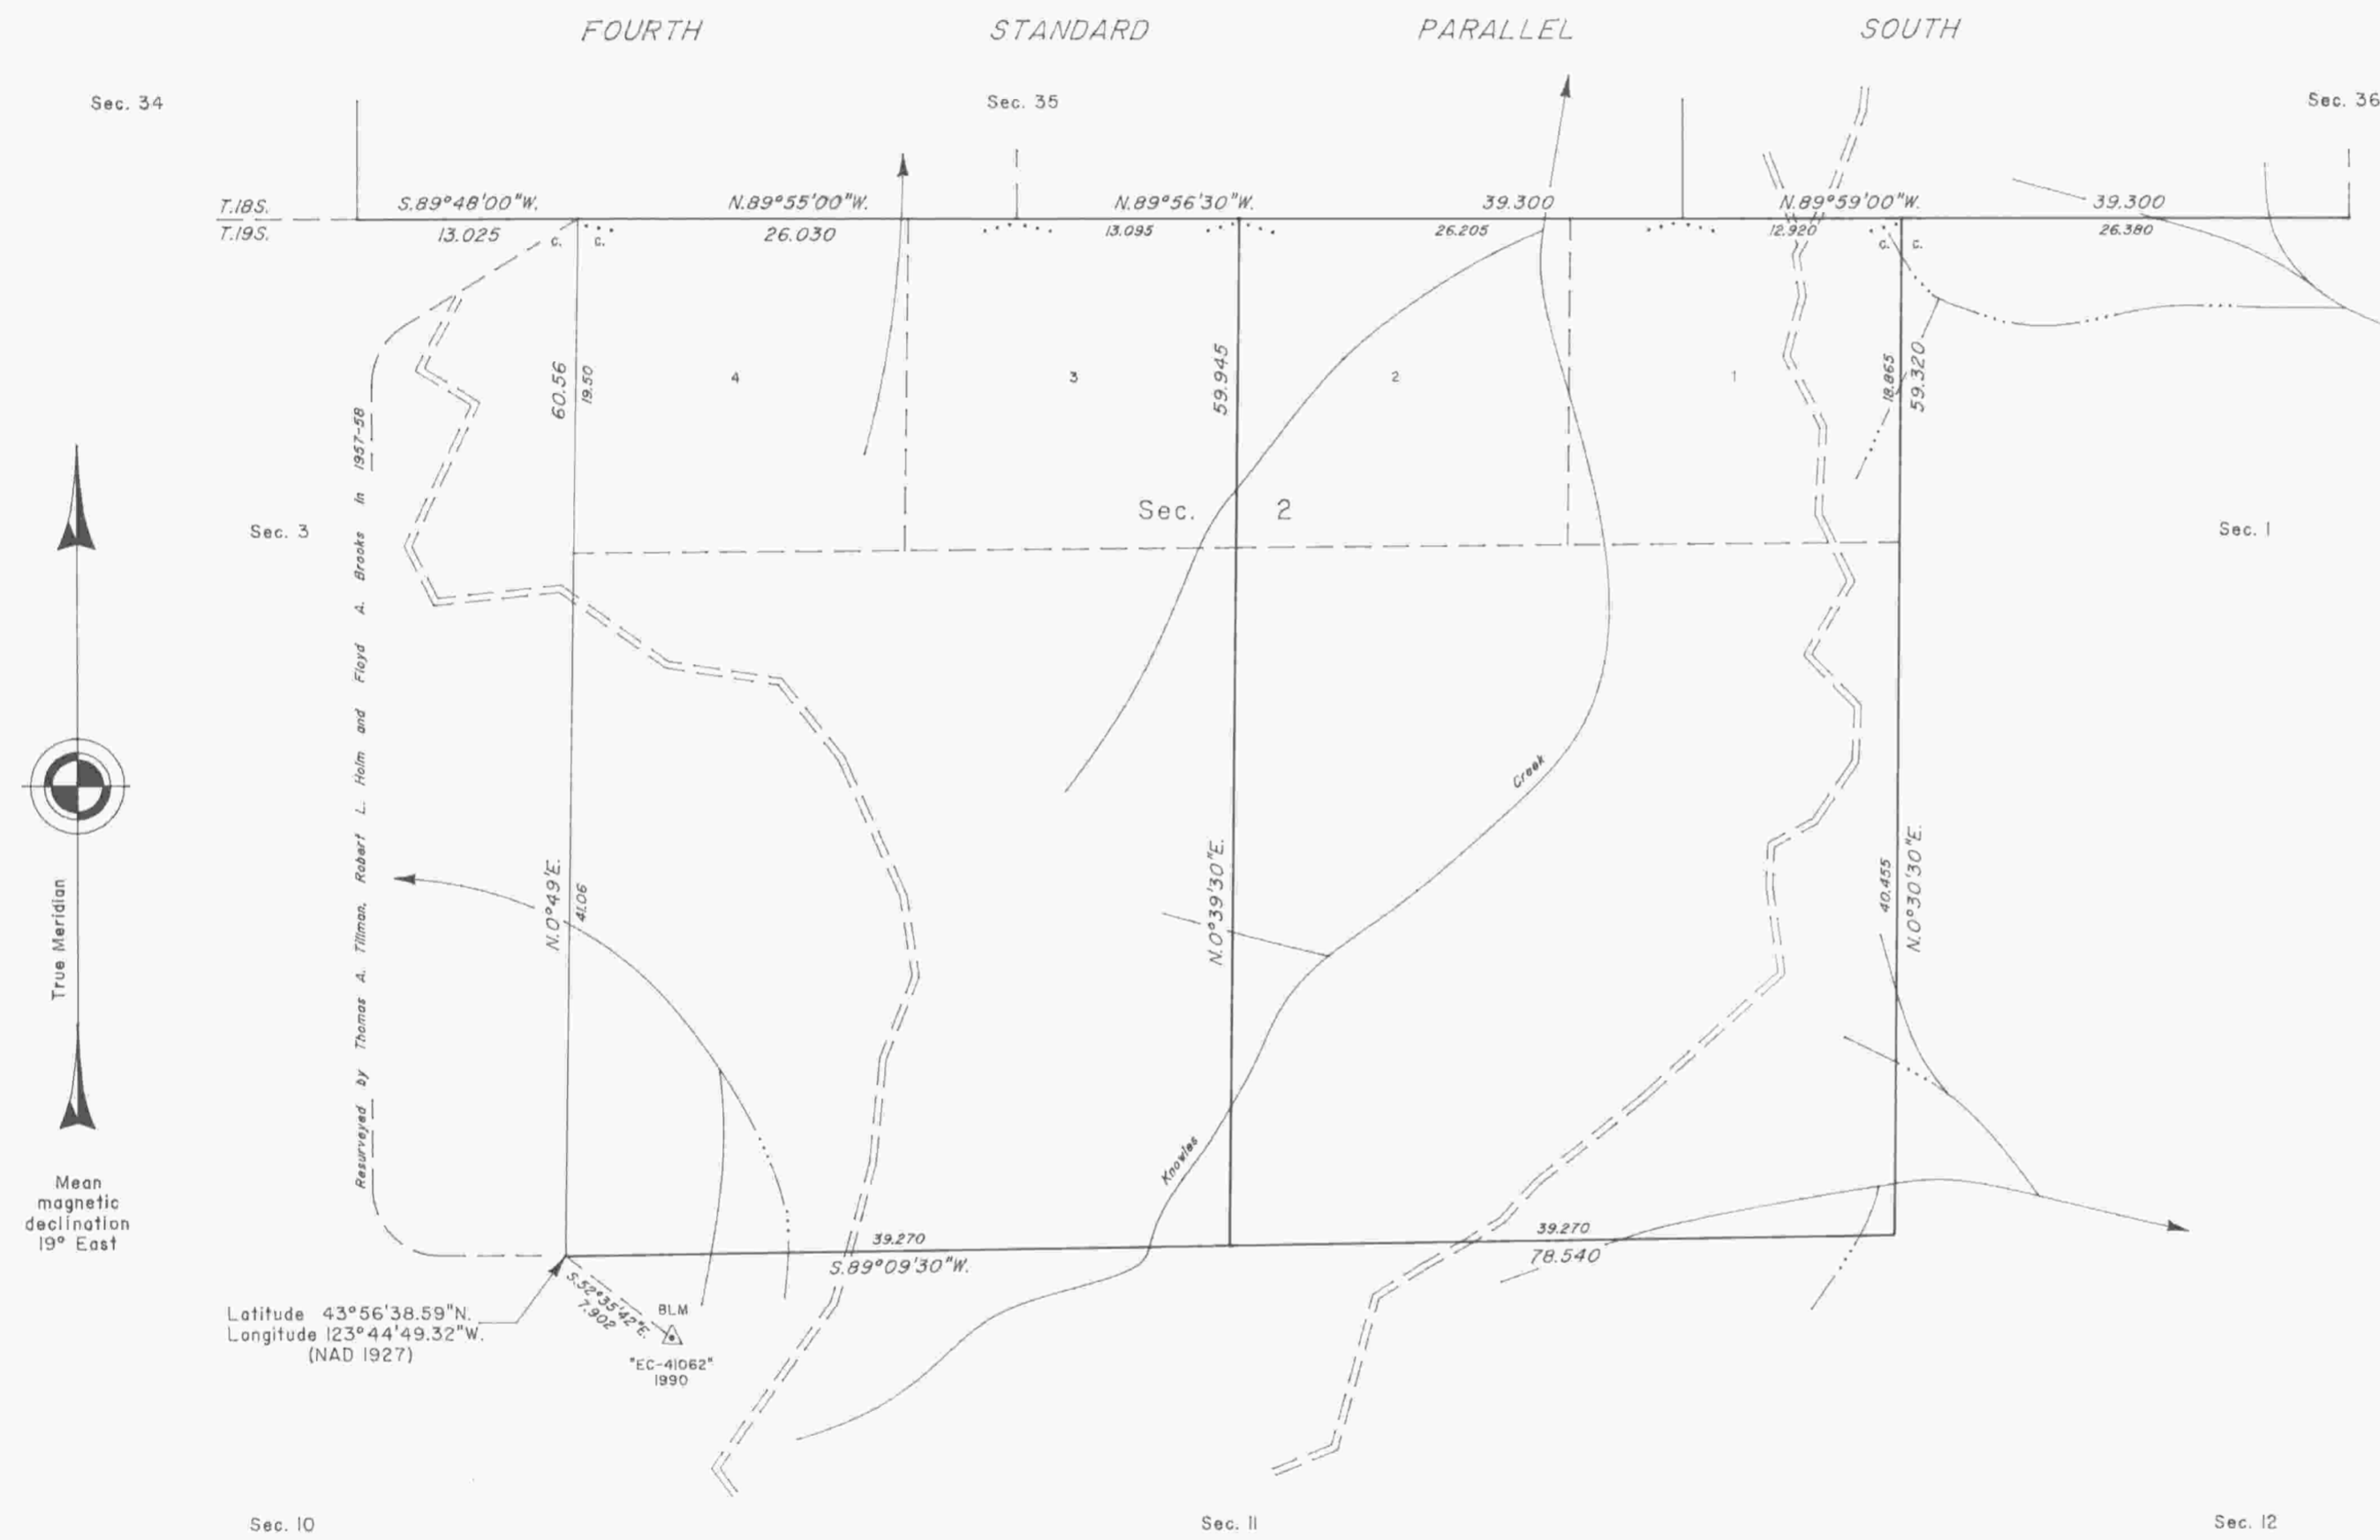 FOURTH STANDARD PARALLEL SOUTH
Sec. 34
Sec. 35
Sec. 36
T.18S.
T.19S.
S.89°48'00"W.
N.89°55'00"W.
N.89°56'30"W.
39.300
N.89°59'00"W.
39.300
13.025
c.
c.
26.030
13.095
26.205
12.920
c.
c.
26.380
60.56
19.50
4
3
59.945
2
1
18.865
59.320
Sec. 3
Sec. 2
Sec. 1
Resurveyed by Thomas A. Tillman, Robert L. Holm and Floyd A. Brooks In 1957-58
True Meridian
N.0°49'E.
41.06
N.0°39'30"E.
Creek
40.455
N.0°30'30"E.
Knowles
Mean
magnetic
declination
19° East
39.270
S.89°09'30"W.
39.270
78.540
Latitude 43°56'38.59"N.
Longitude 123°44'49.32"W.
(NAD 1927)
S.52°35'42"E.
7.902
BLM
"EC-41062"
1990
Sec. 10
Sec. 11
Sec. 12